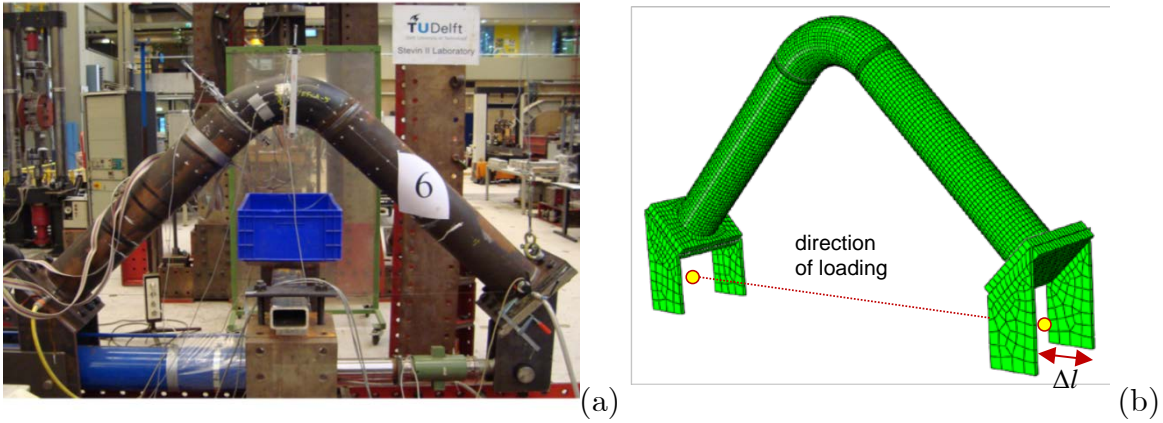 TUDelft
Stevin II Laboratory
6
(a)
direction
of loading
Δl
(b)